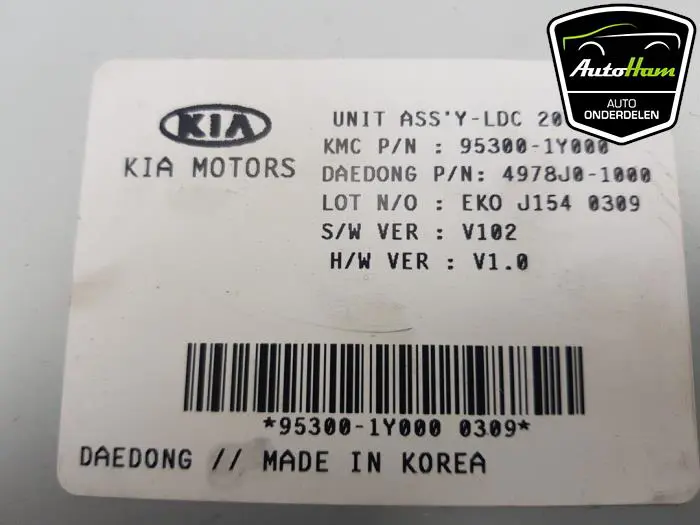 AutoHam
AUTO
ONDERDELEN
KIA
KIA MOTORS
UNIT ASS'Y-LDC
KMC P/N : 95300-1Y000
DAEDONG P/N: 4978J0-1000
LOT N/O : EKO J154 0309
S/W VER : V102
H/W VER : V1.0
*95300-1Y000 0309*
DAEDONG // MADE IN KOREA